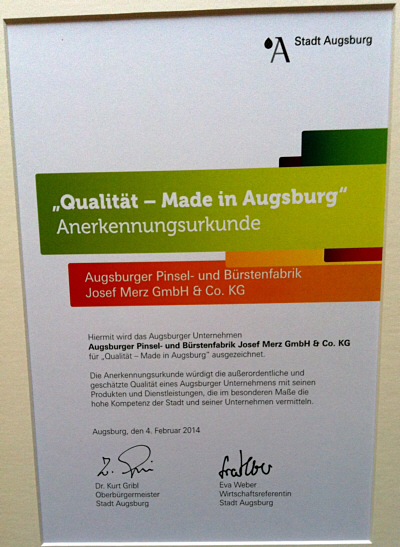 Stadt Augsburg
„Qualität – Made in Augsburg“
Anerkennungsurkunde
Augsburger Pinsel- und Bürstenfabrik
Josef Merz GmbH & Co. KG
Hiermit wird das Augsburger Unternehmen
Augsburger Pinsel- und Bürstenfabrik Josef Merz GmbH & Co. KG
für „Qualität – Made in Augsburg“ ausgezeichnet.
Die Anerkennungsurkunde würdigt die außerordentliche und
geschätzte Qualität eines Augsburger Unternehmens mit seinen
Produkten und Dienstleistungen, die im besonderen Maße die
hohe Kompetenz der Stadt und seiner Unternehmen vermitteln.
Augsburg, den 4. Februar 2014
Dr. Kurt Gribl
Oberbürgermeister
Stadt Augsburg
Eva Weber
Wirtschaftsreferentin
Stadt Augsburg